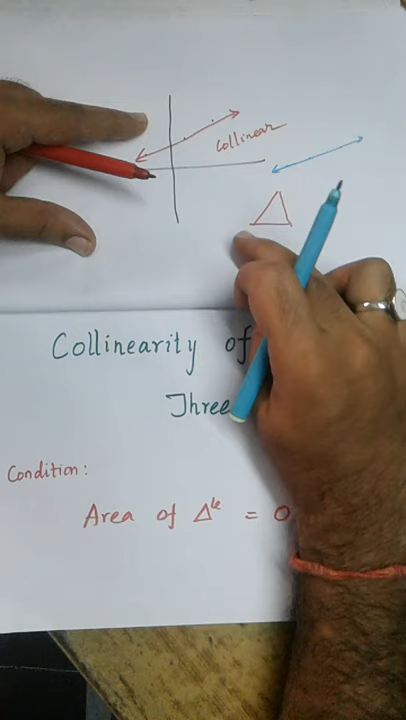 Collinear
Collinearity of
Three
Condition:
Area of Δle = 0